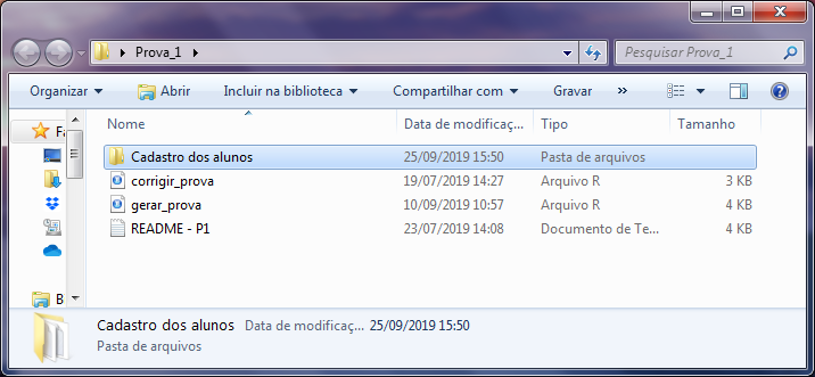 Prova_1
Pesquisar Prova_1
Organizar Abrir Incluir na biblioteca Compartilhar com Gravar »
Nome Data de modificaç... Tipo Tamanho
Cadastro dos alunos 25/09/2019 15:50 Pasta de arquivos
corrigir_prova 19/07/2019 14:27 Arquivo R 3 KB
gerar_prova 10/09/2019 10:57 Arquivo R 4 KB
README - P1 23/07/2019 14:08 Documento de Te... 4 KB
Fa
B
Cadastro dos alunos Data de modificaç... 25/09/2019 15:50
Pasta de arquivos